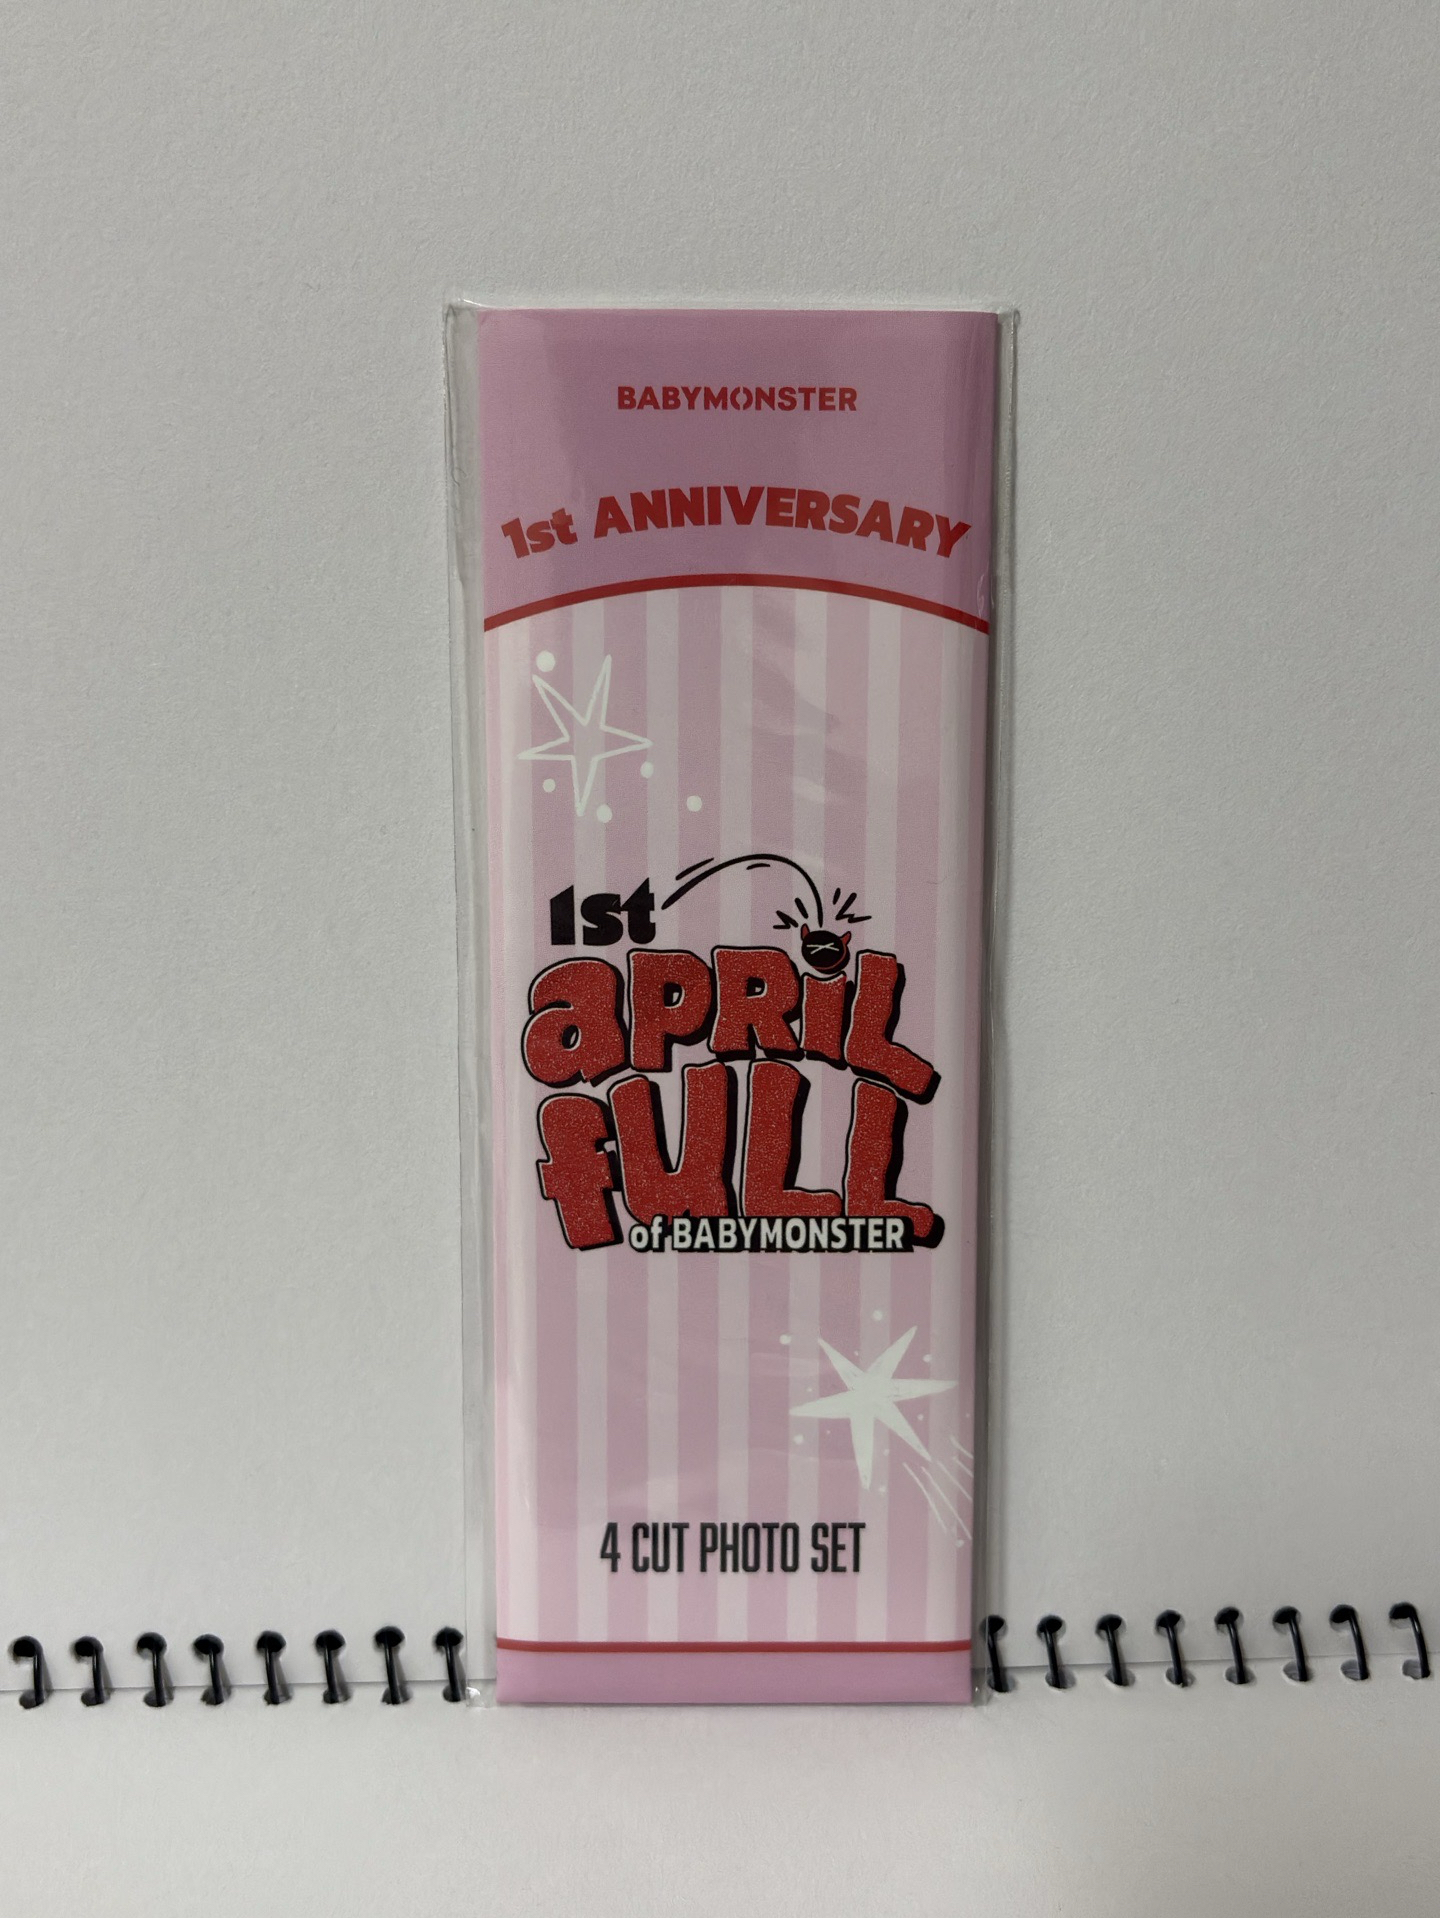 BABYMONSTER
1st ANNIVERSARY
1st
aPRiL
fULL
of BABYMONSTER
4 CUT PHOTO SET